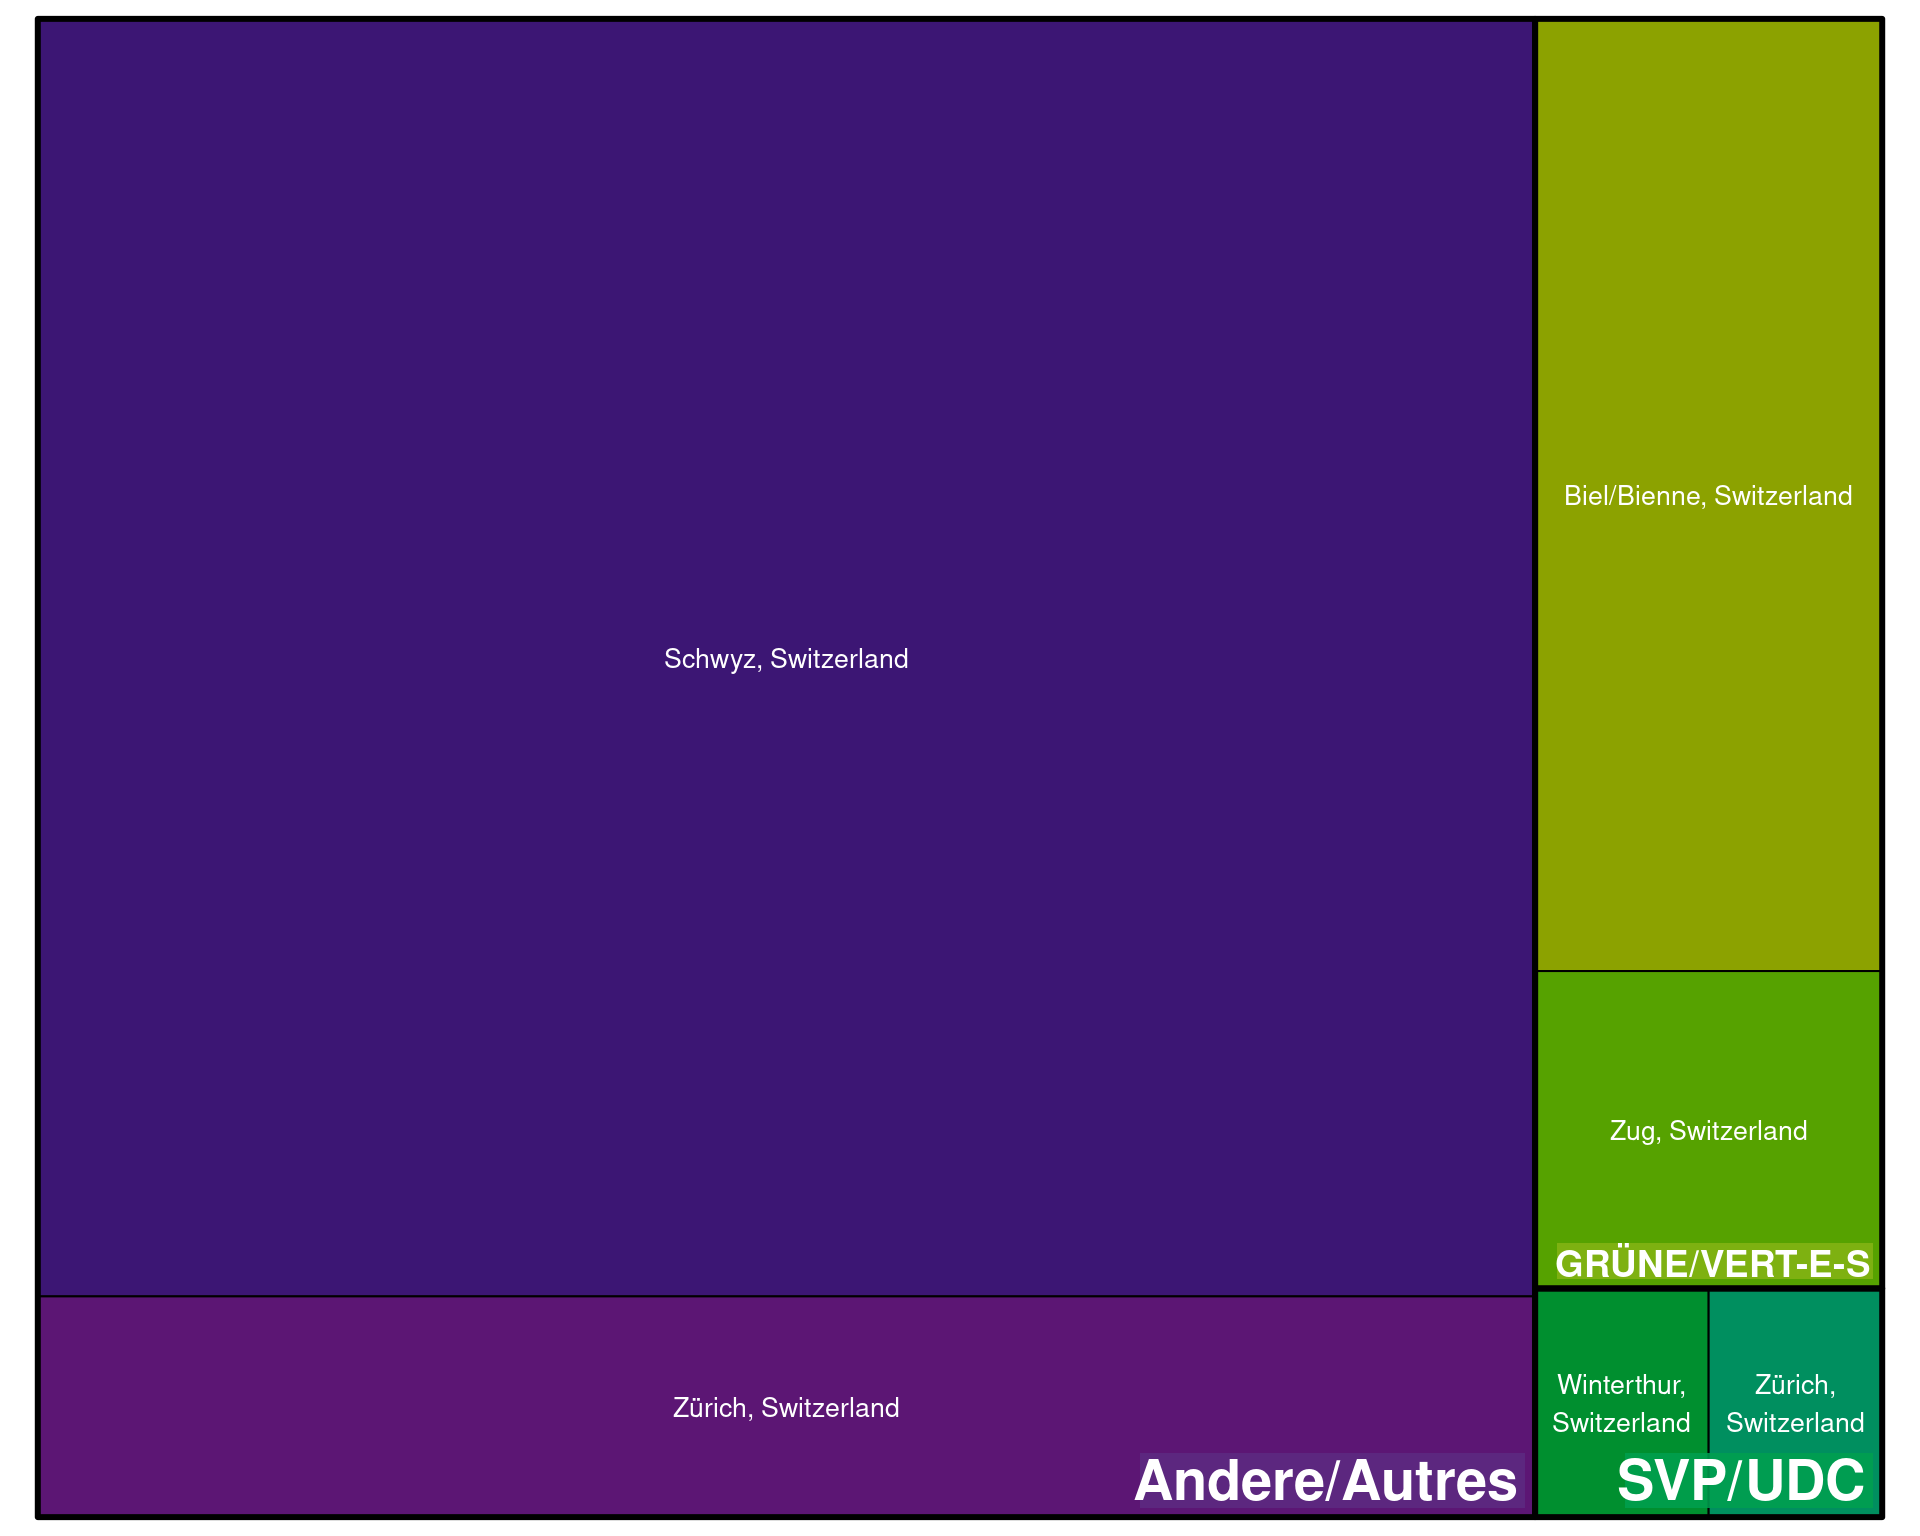 Schwyz, Switzerland
Zürich, Switzerland
Andere/Autres
Biel/Bienne, Switzerland
Zug, Switzerland
GRÜNE/VERT-E-S
Winterthur,
Switzerland
Zürich,
Switzerland
SVP/UDC